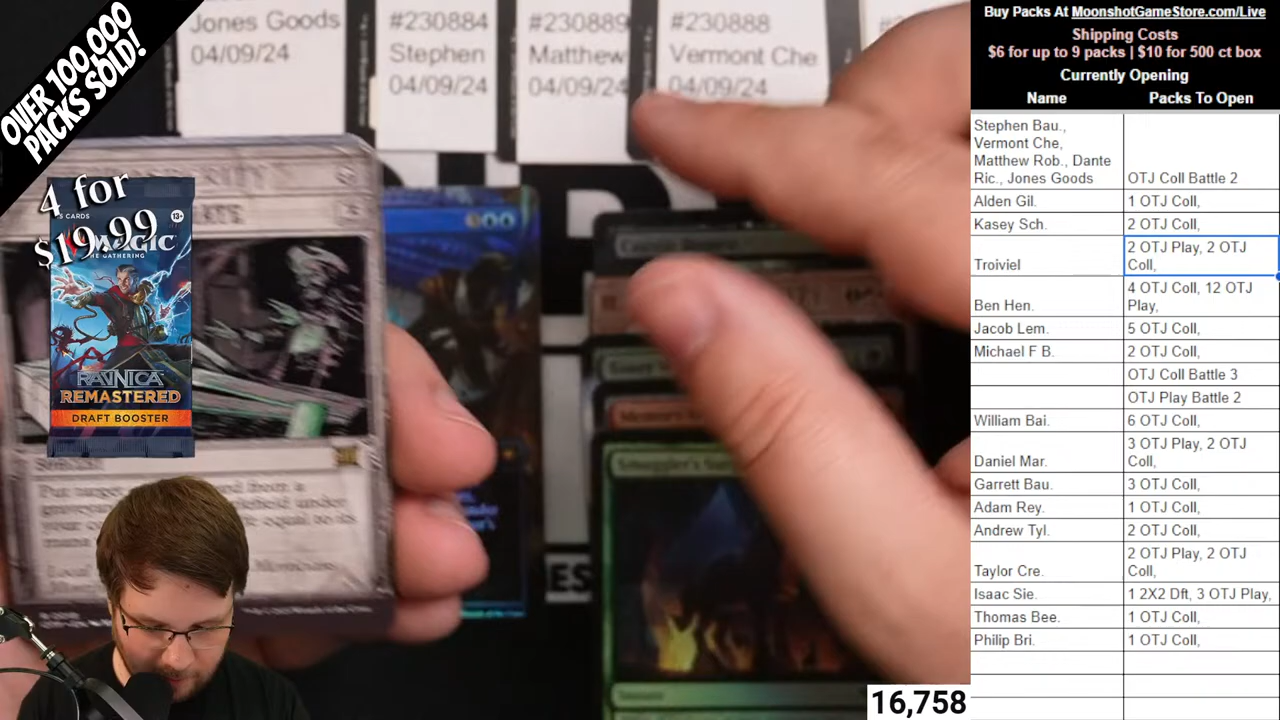 OVER 100,000
PACKS SOLD!
Jones Goods
04/09/24
#230884
Stephen
04/09/24
#230889
Matthew
04/09/24
#230888
Vermont Che
04/09/24
4 for
$19.99
CARDS
13+
MAGIC
THE GATHERING
RAVNICA
REMASTERED
DRAFT BOOSTER
Smuggler's
16,758
Buy Packs At MoonshotGameStore.com/Live
Shipping Costs
$6 for up to 9 packs | $10 for 500 ct box
Currently Opening
Name Packs To Open
Stephen Bau.,
Vermont Che,
Matthew Rob., Dante
Ric., Jones Goods OTJ Coll Battle 2
Alden Gil. 1 OTJ Coll,
Kasey Sch. 2 OTJ Coll,
Troiviel 2 OTJ Play, 2 OTJ
Coll,
Ben Hen. 4 OTJ Coll, 12 OTJ
Play,
Jacob Lem. 5 OTJ Coll,
Michael F B. 2 OTJ Coll,
OTJ Coll Battle 3
OTJ Play Battle 2
William Bai. 6 OTJ Coll,
Daniel Mar. 3 OTJ Play, 2 OTJ
Coll,
Garrett Bau. 3 OTJ Coll,
Adam Rey. 1 OTJ Coll,
Andrew Tyl. 2 OTJ Coll,
Taylor Cre. 2 OTJ Play, 2 OTJ
Coll,
Isaac Sie. 1 2X2 Dft, 3 OTJ Play,
Thomas Bee. 1 OTJ Coll,
Philip Bri. 1 OTJ Coll,